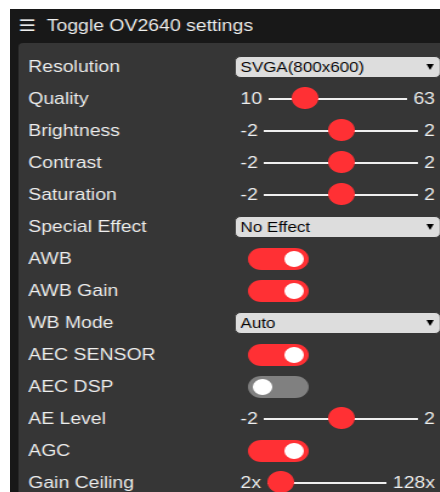 ☰ Toggle OV2640 settings
Resolution SVGA(800x600)
Quality 10 63
Brightness -2 2
Contrast -2 2
Saturation -2 2
Special Effect No Effect
AWB
AWB Gain
WB Mode Auto
AEC SENSOR
AEC DSP
AE Level -2 2
AGC
Gain Ceiling 2x 128x